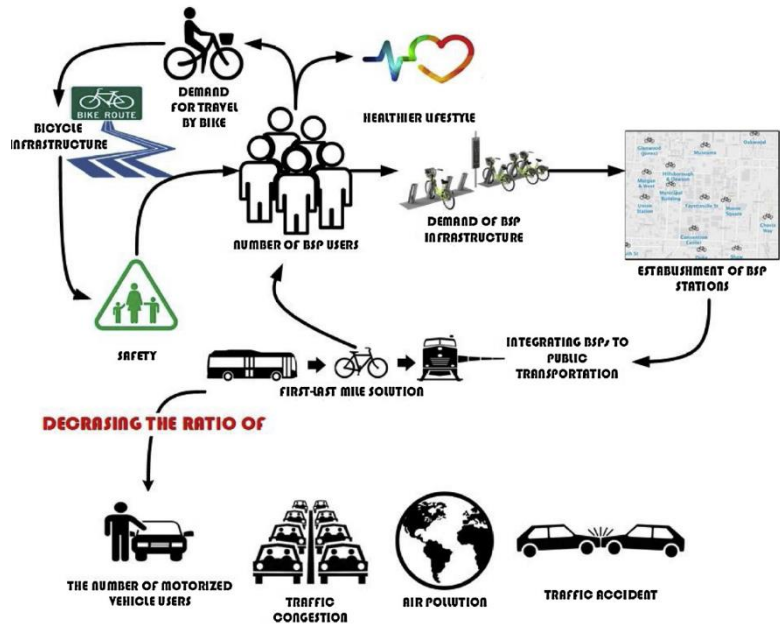 DEMAND
FOR TRAVEL
BY BIKE
HEALTHIER LIFESTYLE
BIKE ROUTE
BICYCLE
INFRASTRUCTURE
NUMBER OF BSP USERS
DEMAND OF BSP
INFRASTRUCTURE
ESTABLISHMENT OF BSP
STATIONS
SAFETY
INTEGRATING BSPs TO
PUBLIC
TRANSPORTATION
FIRST-LAST MILE SOLUTION
DECRASING THE RATIO OF
THE NUMBER OF MOTORIZED
VEHICLE USERS
TRAFFIC
CONGESTION
AIR POLLUTION
TRAFFIC ACCIDENT